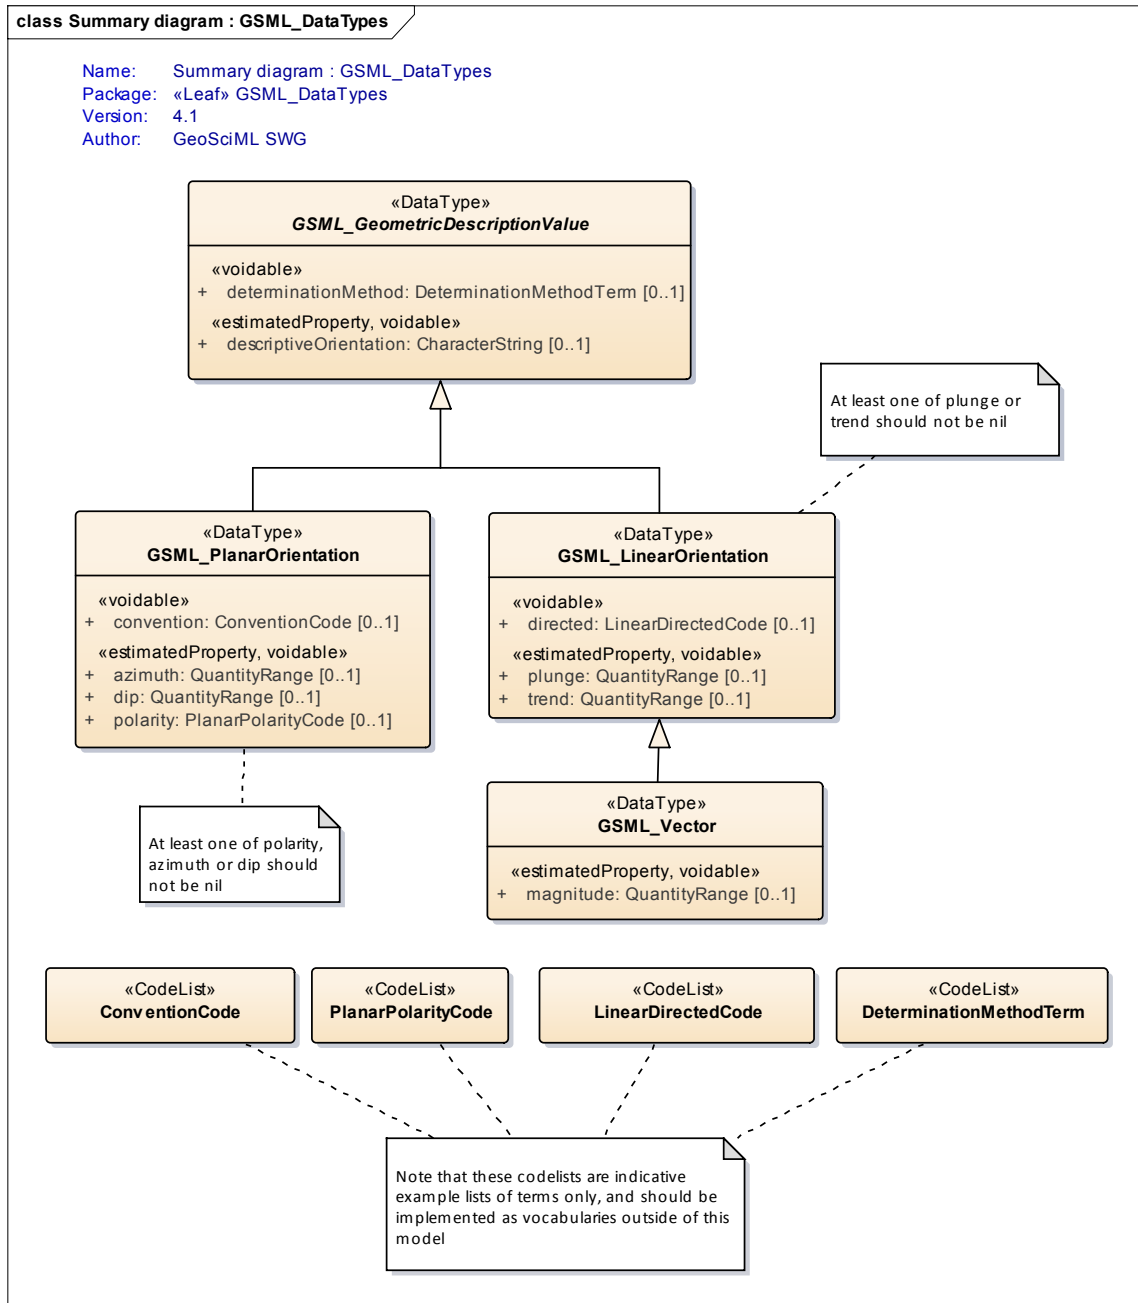 class Summary diagram : GSML_DataTypes
Name: Summary diagram : GSML_DataTypes
Package: «Leaf» GSML_DataTypes
Version: 4.1
Author: GeoSciML SWG
«DataType»
GSML_GeometricDescriptionValue
«voidable»
+ determinationMethod: DeterminationMethodTerm [0..1]
«estimatedProperty, voidable»
+ descriptiveOrientation: CharacterString [0..1]
At least one of plunge or
trend should not be nil
«DataType»
GSML_PlanarOrientation
«voidable»
+ convention: ConventionCode [0..1]
«estimatedProperty, voidable»
+ azimuth: QuantityRange [0..1]
+ dip: QuantityRange [0..1]
+ polarity: PlanarPolarityCode [0..1]
«DataType»
GSML_LinearOrientation
«voidable»
+ directed: LinearDirectedCode [0..1]
«estimatedProperty, voidable»
+ plunge: QuantityRange [0..1]
+ trend: QuantityRange [0..1]
At least one of polarity,
azimuth or dip should
not be nil
«DataType»
GSML_Vector
«estimatedProperty, voidable»
+ magnitude: QuantityRange [0..1]
«CodeList»
ConventionCode
«CodeList»
PlanarPolarityCode
«CodeList»
LinearDirectedCode
«CodeList»
DeterminationMethodTerm
Note that these codelists are indicative
example lists of terms only, and should be
implemented as vocabularies outside of this
model